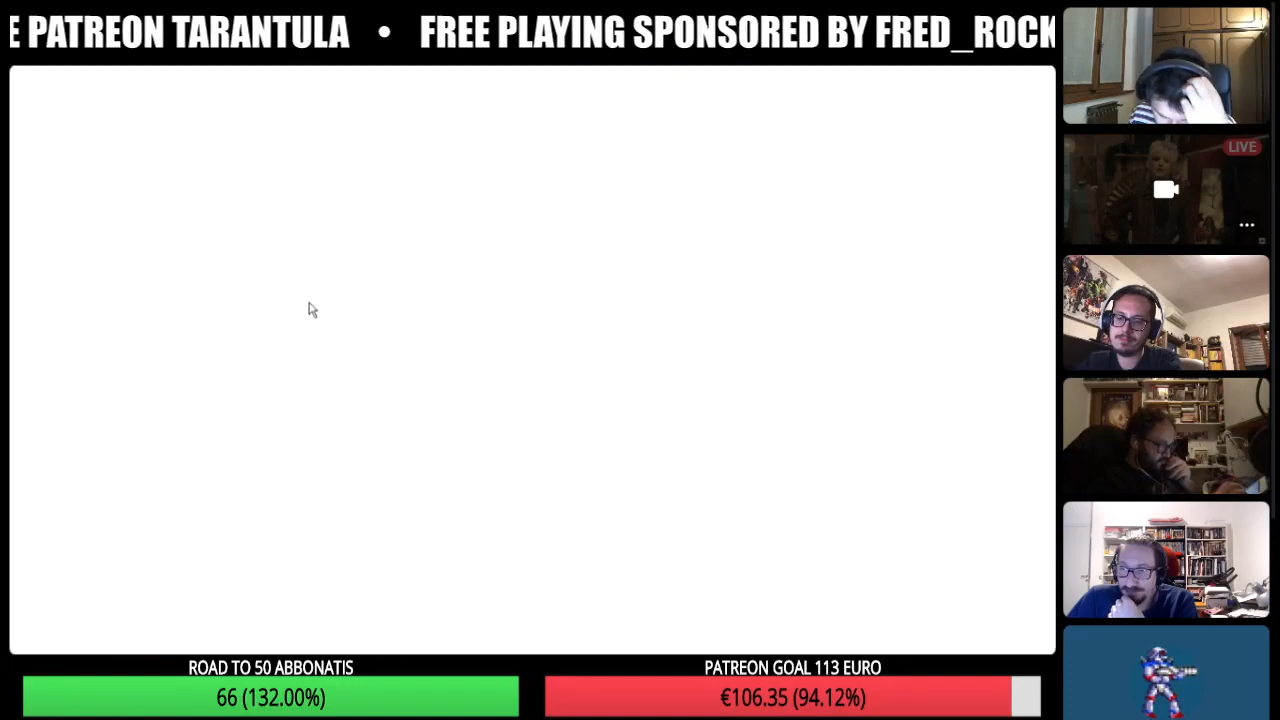 E PATREON TARANTULA • FREE PLAYING SPONSORED BY FRED_ROCK
LIVE
ROAD TO 50 ABBONATIS
66 (132.00%)
PATREON GOAL 113 EURO
€106.35 (94.12%)